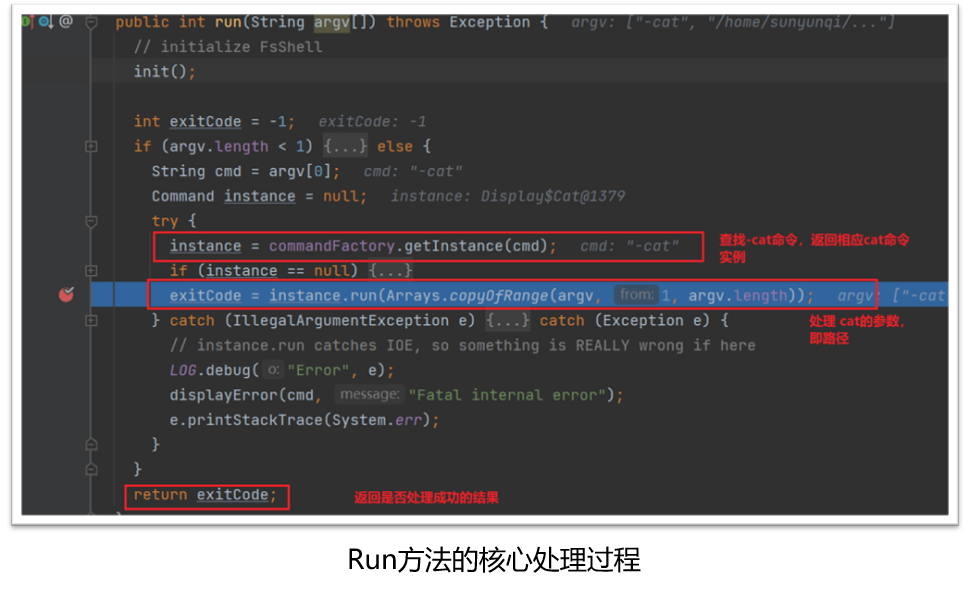 public int run(String argv[]) throws Exception {  argv: ["-cat", "/home/sunyunqi/..."]
// initialize FsShell
init();
int exitCode = -1;  exitCode: -1
if (argv.length < 1) {...} else {
String cmd = argv[0];  cmd: "-cat"
Command instance = null;  instance: Display$Cat@1379
try {
instance = commandFactory.getInstance(cmd);  cmd: "-cat"
查找-cat命令，返回相应cat命令
实例
if (instance == null) {...}
exitCode = instance.run(Arrays.copyOfRange(argv, from: 1, argv.length));  argv: ["-cat
处理 cat的参数，
即路径
} catch (IllegalArgumentException e) {...} catch (Exception e) {
// instance.run catches IOE, so something is REALLY wrong if here
LOG.debug( o: "Error", e);
displayError(cmd, message: "Fatal internal error");
e.printStackTrace(System.err);
}
}
return exitCode;
返回是否处理成功的结果
Run方法的核心处理过程